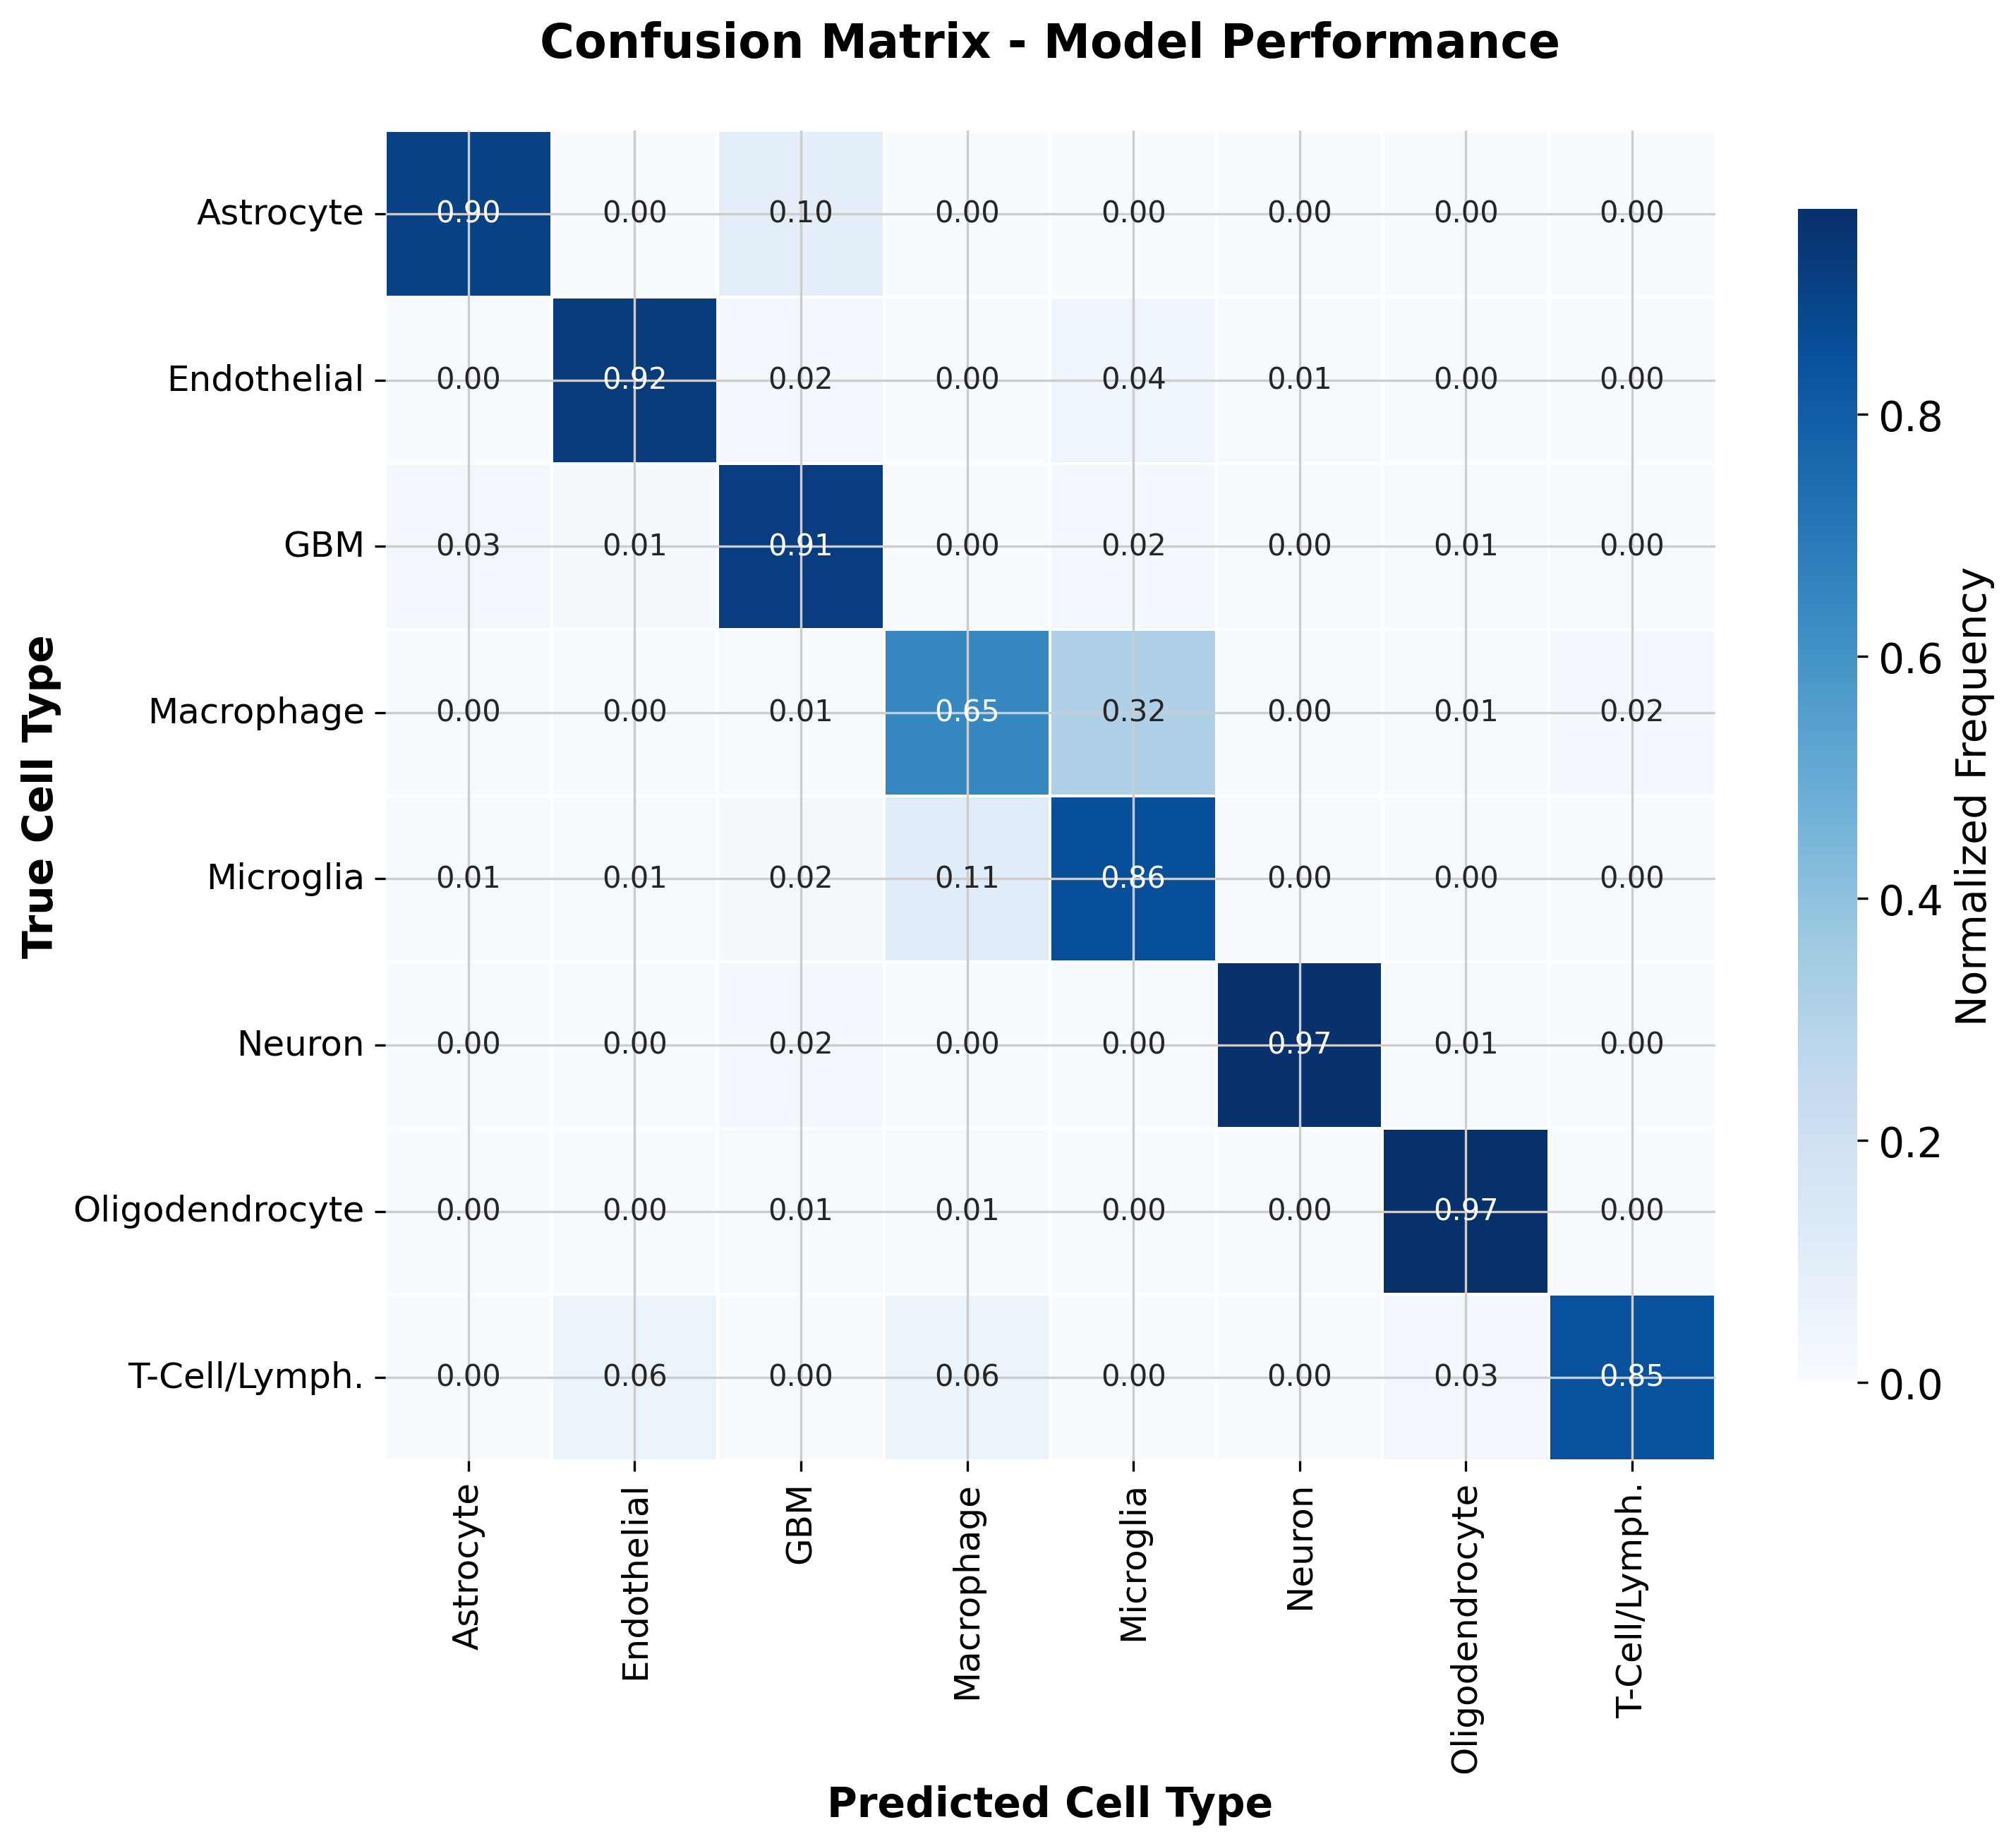 Confusion Matrix - Model Performance
True Cell Type
Astrocyte 0.90 0.00 0.10 0.00 0.00 0.00 0.00 0.00
Endothelial 0.00 0.92 0.02 0.00 0.04 0.01 0.00 0.00
GBM 0.03 0.01 0.91 0.00 0.02 0.00 0.01 0.00
Macrophage 0.00 0.00 0.01 0.65 0.32 0.00 0.01 0.02
Microglia 0.01 0.01 0.02 0.11 0.86 0.00 0.00 0.00
Neuron 0.00 0.00 0.02 0.00 0.00 0.97 0.01 0.00
Oligodendrocyte 0.00 0.00 0.01 0.01 0.00 0.00 0.97 0.00
T-Cell/Lymph. 0.00 0.06 0.00 0.06 0.00 0.00 0.03 0.85
Astrocyte
Endothelial
GBM
Macrophage
Microglia
Neuron
Oligodendrocyte
T-Cell/Lymph.
Predicted Cell Type
0.8
0.6
0.4
0.2
0.0
Normalized Frequency